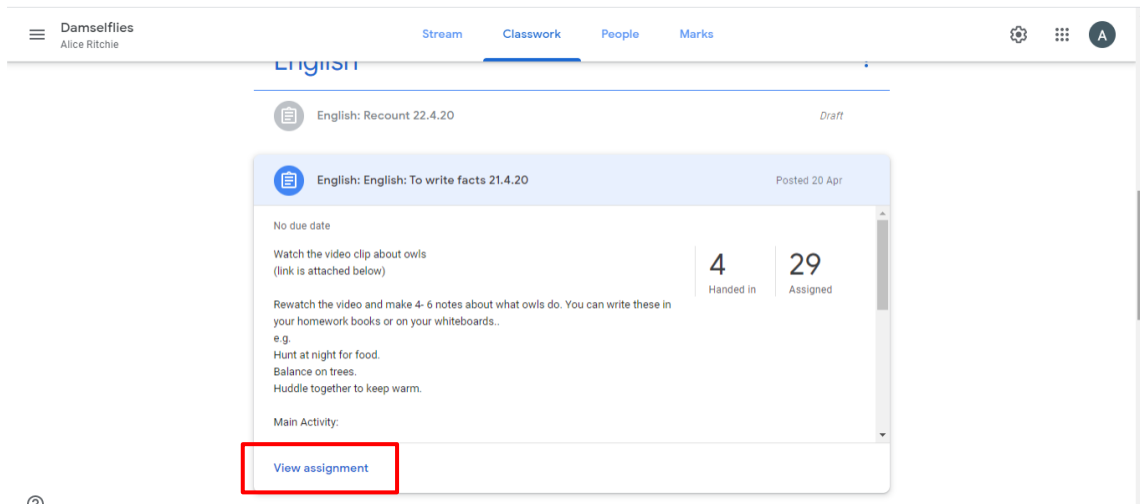 Damselflies
Alice Ritchie
Stream Classwork People Marks
A
English
English: Recount 22.4.20 Draft
English: English: To write facts 21.4.20 Posted 20 Apr
No due date
Watch the video clip about owls
(link is attached below)
4 29
Handed in Assigned
Rewatch the video and make 4- 6 notes about what owls do. You can write these in
your homework books or on your whiteboards..
e.g.
Hunt at night for food.
Balance on trees.
Huddle together to keep warm.
Main Activity:
View assignment